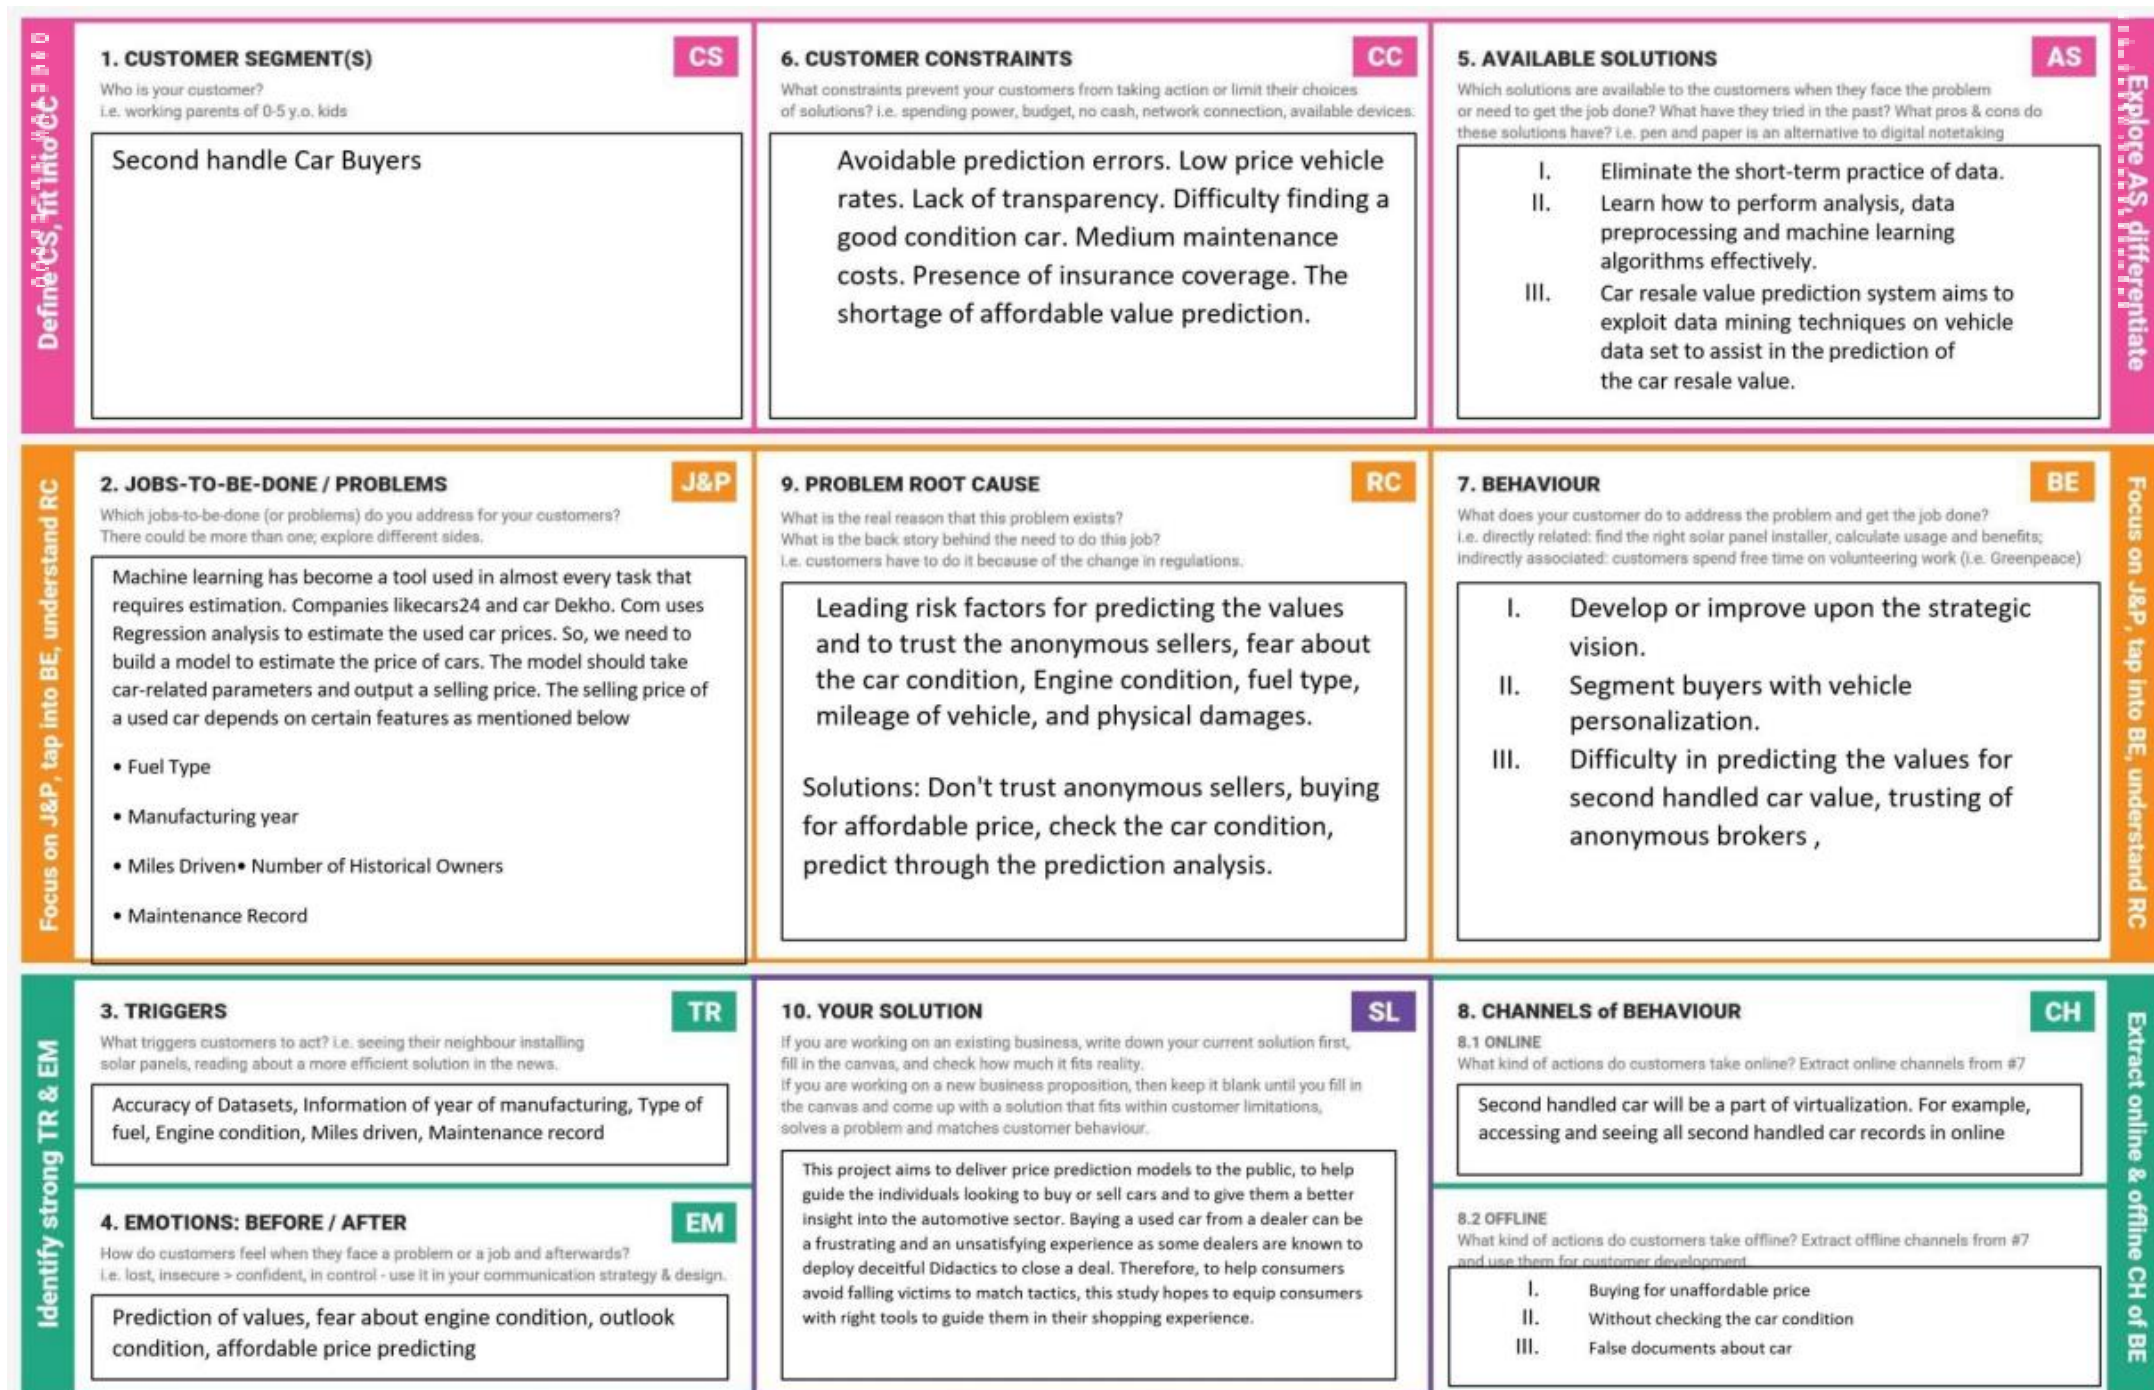 Define CS, fit into CC
1. CUSTOMER SEGMENT(S)
CS
Who is your customer?
i.e. working parents of 0-5 y.o. kids
Second handle Car Buyers
6. CUSTOMER CONSTRAINTS
CC
What constraints prevent your customers from taking action or limit their choices
of solutions? i.e. spending power, budget, no cash, network connection, available devices.
Avoidable prediction errors. Low price vehicle
rates. Lack of transparency. Difficulty finding a
good condition car. Medium maintenance
costs. Presence of insurance coverage. The
shortage of affordable value prediction.
5. AVAILABLE SOLUTIONS
AS
Which solutions are available to the customers when they face the problem
or need to get the job done? What have they tried in the past? What pros & cons do
these solutions have? i.e. pen and paper is an alternative to digital notetaking
I. Eliminate the short-term practice of data.
II. Learn how to perform analysis, data
preprocessing and machine learning
algorithms effectively.
III. Car resale value prediction system aims to
exploit data mining techniques on vehicle
data set to assist in the prediction of
the car resale value.
Explore AS, differentiate
Focus on J&P, tap into BE, understand RC
2. JOBS-TO-BE-DONE / PROBLEMS
J&P
Which jobs-to-be-done (or problems) do you address for your customers?
There could be more than one; explore different sides.
Machine learning has become a tool used in almost every task that
requires estimation. Companies likecars24 and car Dekho. Com uses
Regression analysis to estimate the used car prices. So, we need to
build a model to estimate the price of cars. The model should take
car-related parameters and output a selling price. The selling price of
a used car depends on certain features as mentioned below
• Fuel Type
• Manufacturing year
• Miles Driven• Number of Historical Owners
• Maintenance Record
9. PROBLEM ROOT CAUSE
RC
What is the real reason that this problem exists?
What is the back story behind the need to do this job?
i.e. customers have to do it because of the change in regulations.
Leading risk factors for predicting the values
and to trust the anonymous sellers, fear about
the car condition, Engine condition, fuel type,
mileage of vehicle, and physical damages.
Solutions: Don't trust anonymous sellers, buying
for affordable price, check the car condition,
predict through the prediction analysis.
7. BEHAVIOUR
BE
What does your customer do to address the problem and get the job done?
i.e. directly related: find the right solar panel installer, calculate usage and benefits;
indirectly associated: customers spend free time on volunteering work (i.e. Greenpeace)
I. Develop or improve upon the strategic
vision.
II. Segment buyers with vehicle
personalization.
III. Difficulty in predicting the values for
second handled car value, trusting of
anonymous brokers ,
Focus on J&P, tap into BE, understand RC
Identify strong TR & EM
3. TRIGGERS
TR
What triggers customers to act? i.e. seeing their neighbour installing
solar panels, reading about a more efficient solution in the news.
Accuracy of Datasets, Information of year of manufacturing, Type of
fuel, Engine condition, Miles driven, Maintenance record
4. EMOTIONS: BEFORE / AFTER
EM
How do customers feel when they face a problem or a job and afterwards?
i.e. lost, insecure > confident, in control - use it in your communication strategy & design.
Prediction of values, fear about engine condition, outlook
condition, affordable price predicting
10. YOUR SOLUTION
SL
If you are working on an existing business, write down your current solution first,
fill in the canvas, and check how much it fits reality.
If you are working on a new business proposition, then keep it blank until you fill in
the canvas and come up with a solution that fits within customer limitations,
solves a problem and matches customer behaviour.
This project aims to deliver price prediction models to the public, to help
guide the individuals looking to buy or sell cars and to give them a better
insight into the automotive sector. Baying a used car from a dealer can be
a frustrating and an unsatisfying experience as some dealers are known to
deploy deceitful Didactics to close a deal. Therefore, to help consumers
avoid falling victims to match tactics, this study hopes to equip consumers
with right tools to guide them in their shopping experience.
8. CHANNELS of BEHAVIOUR
CH
8.1 ONLINE
What kind of actions do customers take online? Extract online channels from #7
Second handled car will be a part of virtualization. For example,
accessing and seeing all second handled car records in online
8.2 OFFLINE
What kind of actions do customers take offline? Extract offline channels from #7
and use them for customer development.
I. Buying for unaffordable price
II. Without checking the car condition
III. False documents about car
Extract online & offline CH of BE